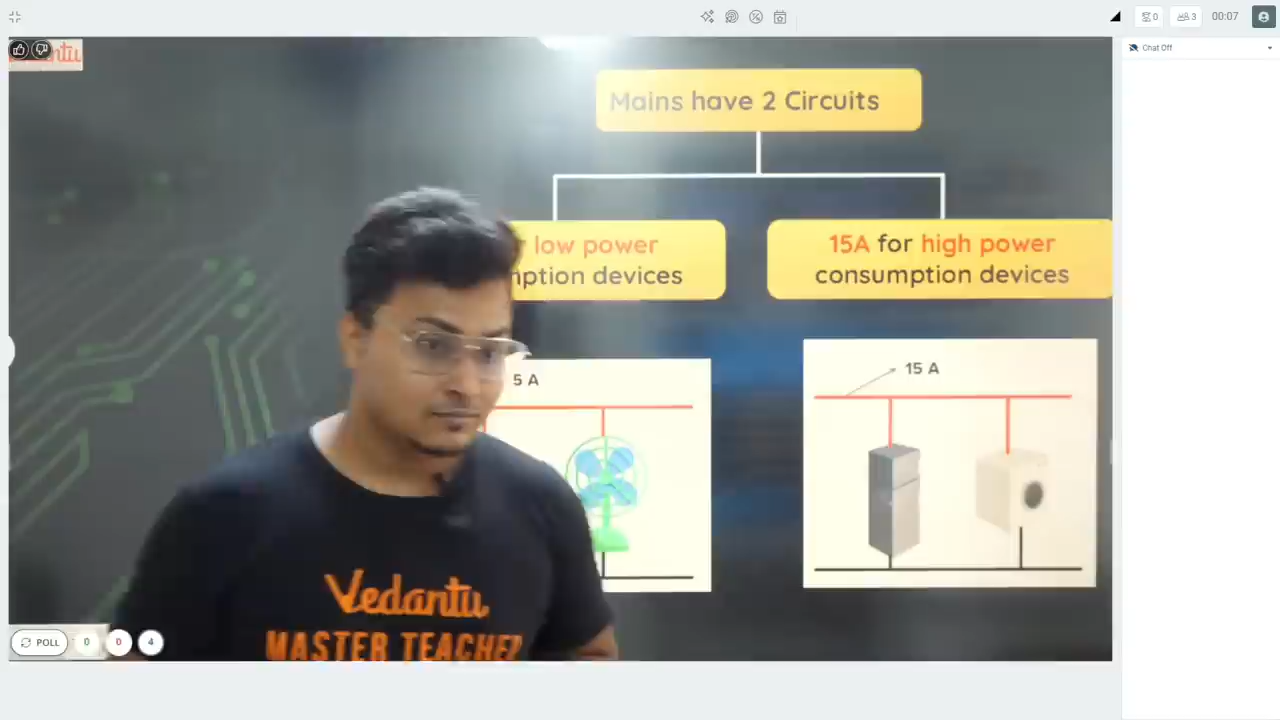 0
3
00:07
Chat Off
Mains have 2 Circuits
low power
consumption devices
15A for high power
consumption devices
5 A
15 A
Vedantu
MASTER TEACHER
POLL
0
0
4